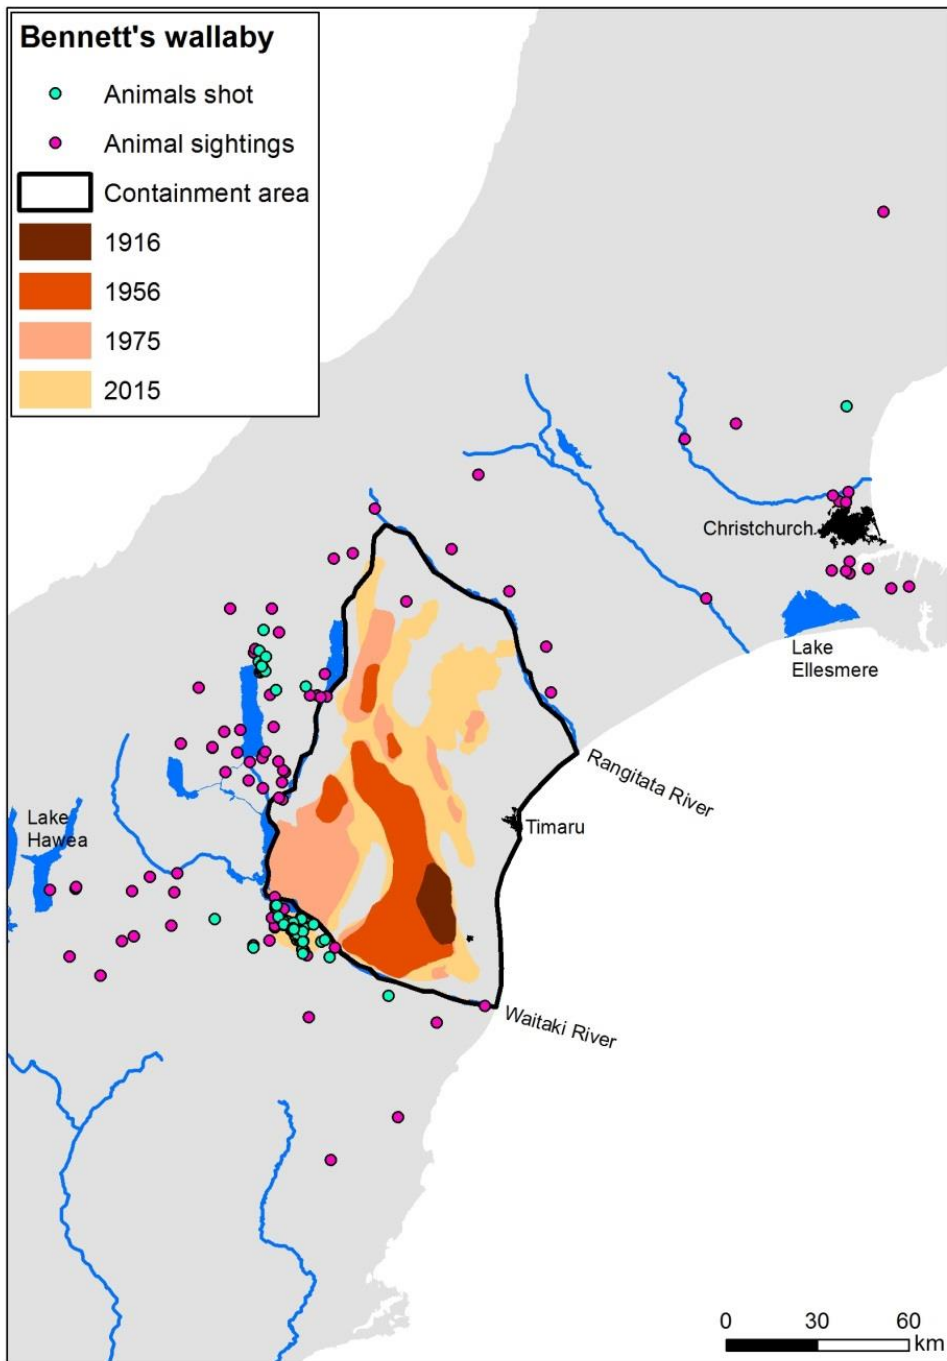 Bennett's wallaby
Animals shot
Animal sightings
Containment area
1916
1956
1975
2015
Christchurch
Lake
Ellesmere
Rangitata River
Timaru
Lake
Hawea
Waitaki River
0 30 60
km